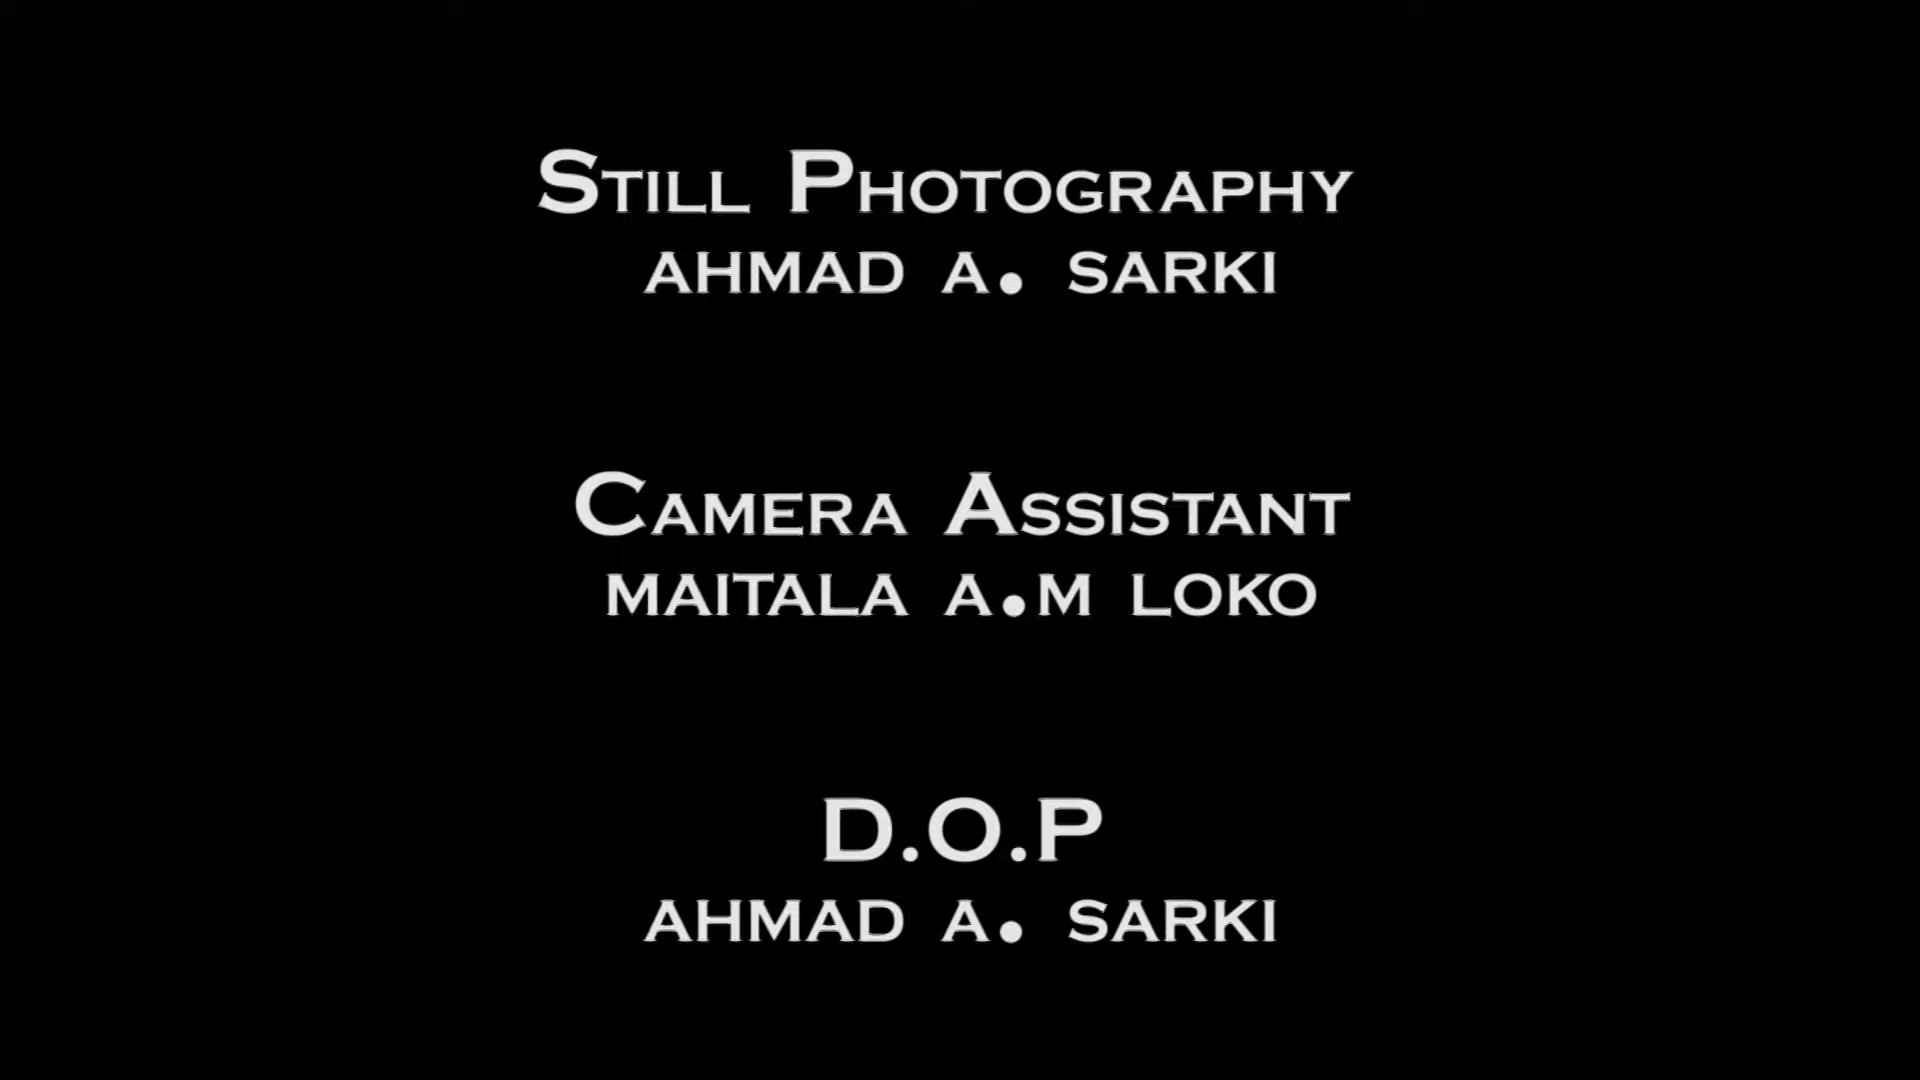 Still Photography
AHMAD A. SARKI
Camera Assistant
MAITALA A.M LOKO
D.O.P
AHMAD A. SARKI